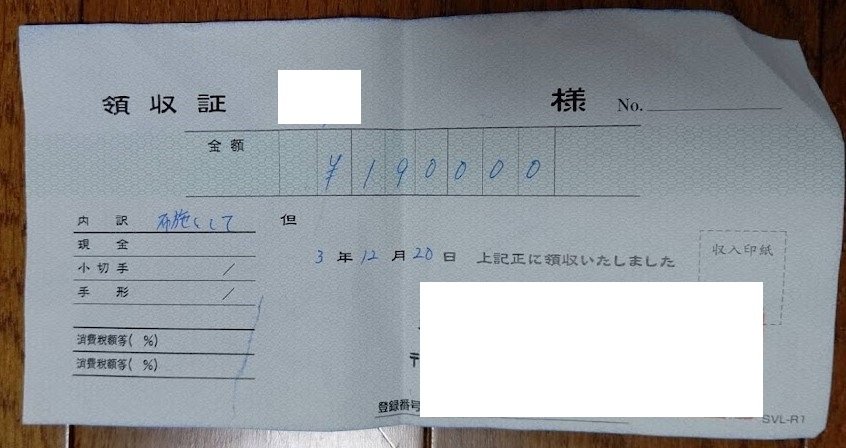 領収証 様 No.
金額 ¥190000
内訳 布施として 但
現金
小切手 /
手形 /
3年12月20日 上記正に領収いたしました
収入印紙
消費税額等( %)
消費税額等( %)
〒
登録番号
SVL-R1